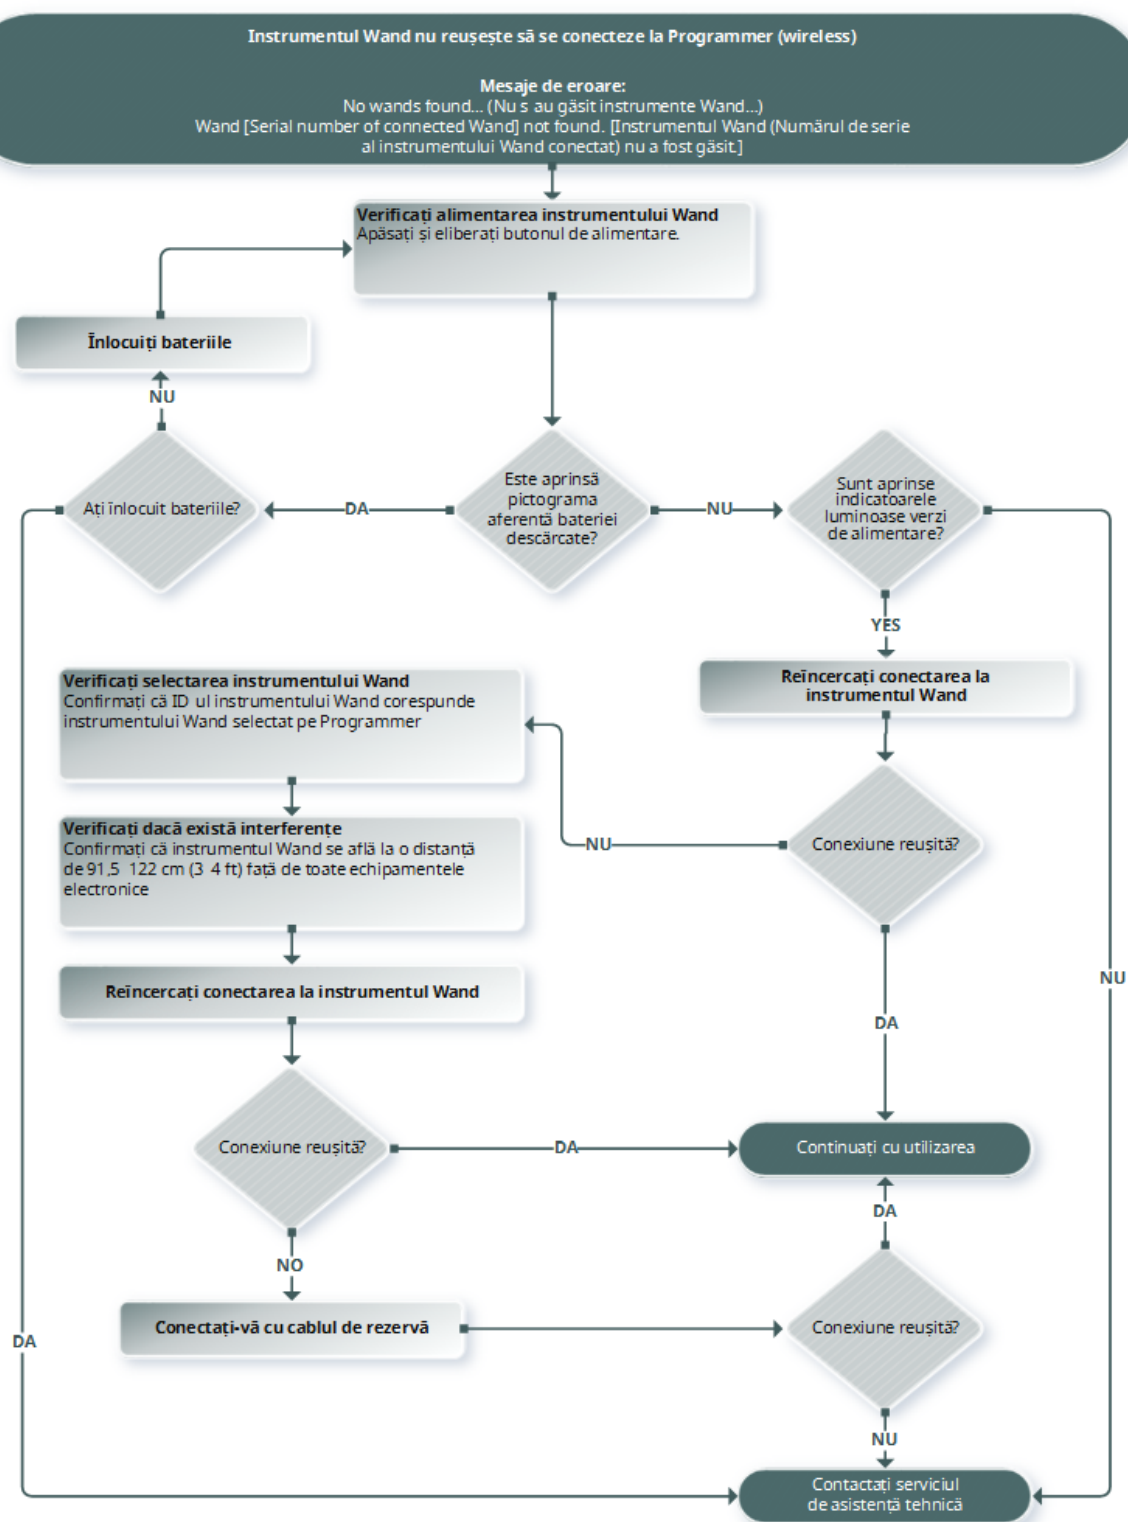 Instrumentul Wand nu reușește să se conecteze la Programmer (wireless)
Mesaje de eroare:
No wands found... (Nu s au găsit instrumente Wand...)
Wand [Serial number of connected Wand] not found. [Instrumentul Wand (Numărul de serie
al instrumentului Wand conectat) nu a fost găsit.]
Verificați alimentarea instrumentului Wand
Apăsați și eliberați butonul de alimentare.
Înlocuiți bateriile
NU
Ați înlocuit bateriile?
DA
Este aprinsă
pictograma
aferentă bateriei
descărcate?
NU
Sunt aprinse
indicatoarele
luminoase verzi
de alimentare?
YES
Reîncercați conectarea la
instrumentul Wand
Verificați selectarea instrumentului Wand
Confirmați că ID ul instrumentului Wand corespunde
instrumentului Wand selectat pe Programmer
Verificați dacă există interferențe
Confirmați că instrumentul Wand se află la o distanță
de 91,5 122 cm (3 4 ft) față de toate echipamentele
electronice
NU
Conexiune reușită?
Reîncercați conectarea la instrumentul Wand
NU
DA
Conexiune reușită?
DA
Continuați cu utilizarea
DA
NO
Conectați-vă cu cablul de rezervă
Conexiune reușită?
DA
NU
Contactați serviciul
de asistență tehnică